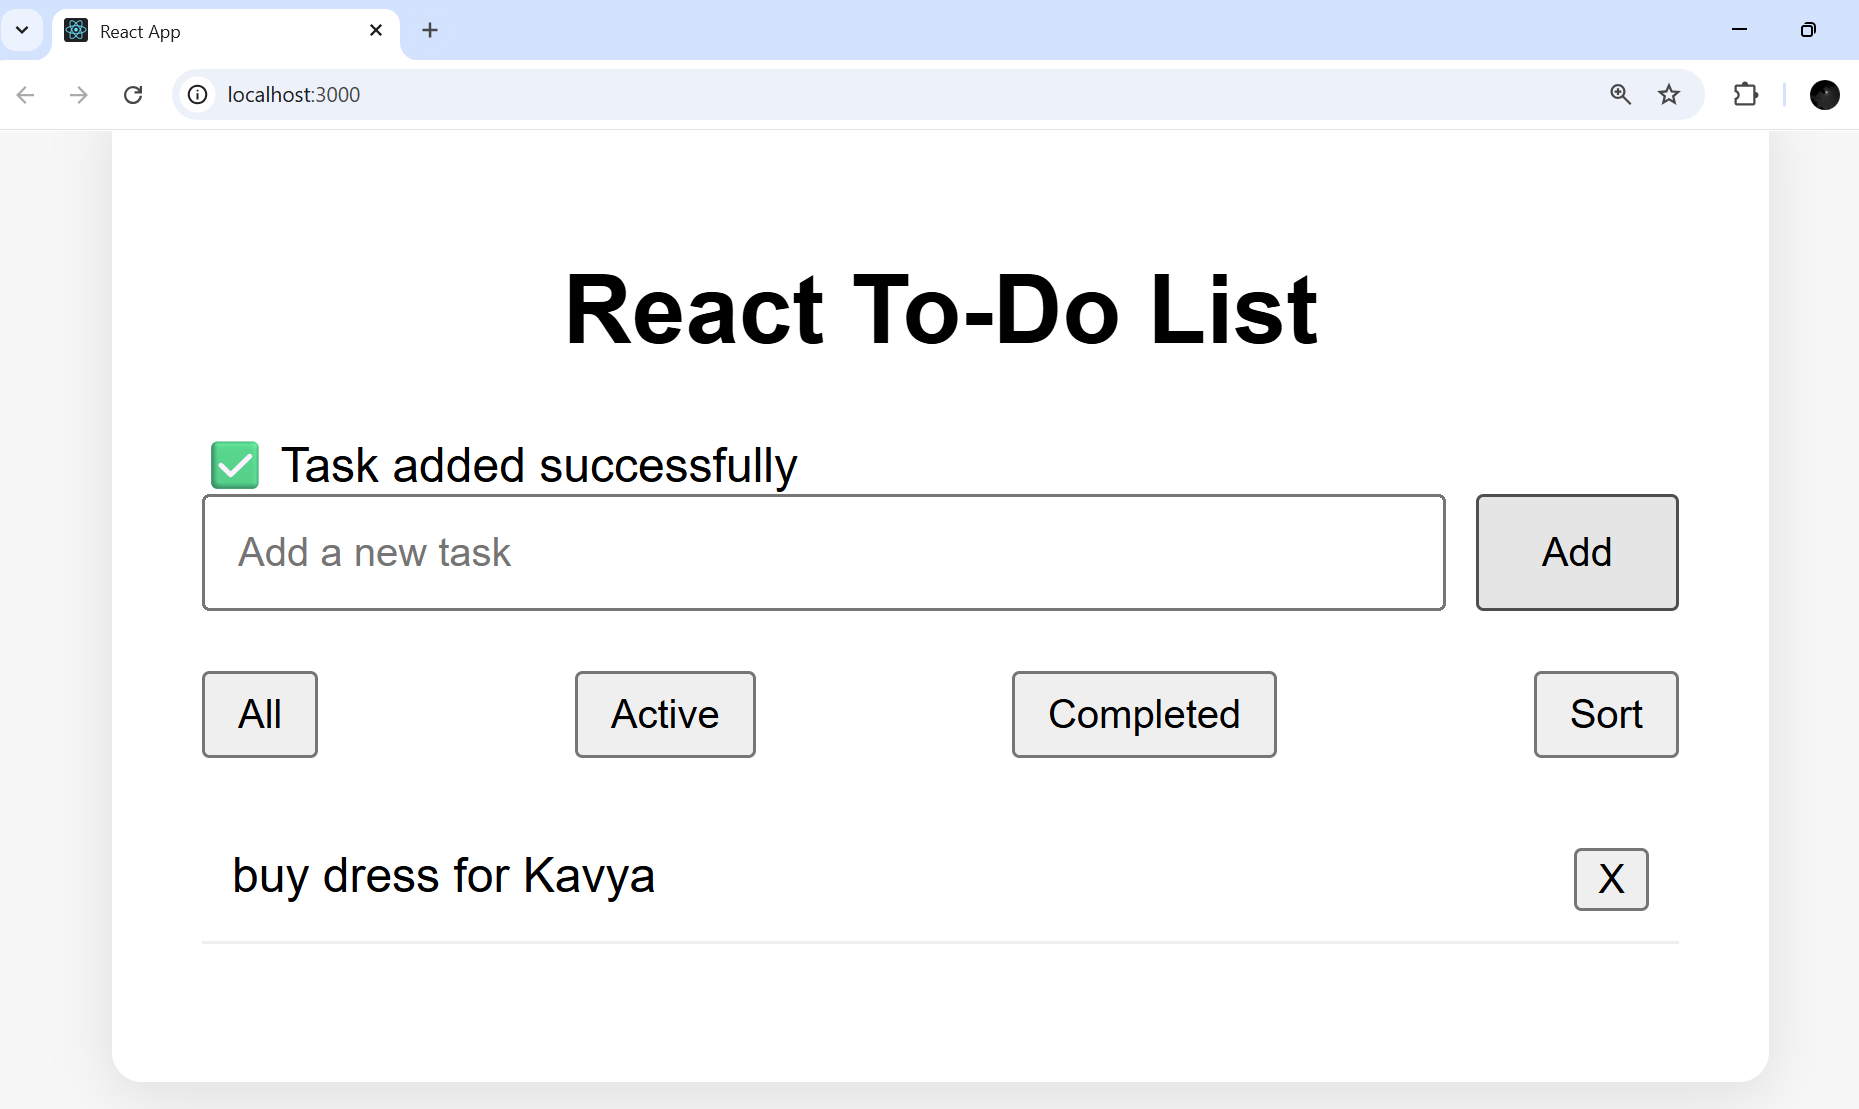 React App
localhost:3000
React To-Do List
✅ Task added successfully
Add a new task
Add
All
Active
Completed
Sort
buy dress for Kavya
X